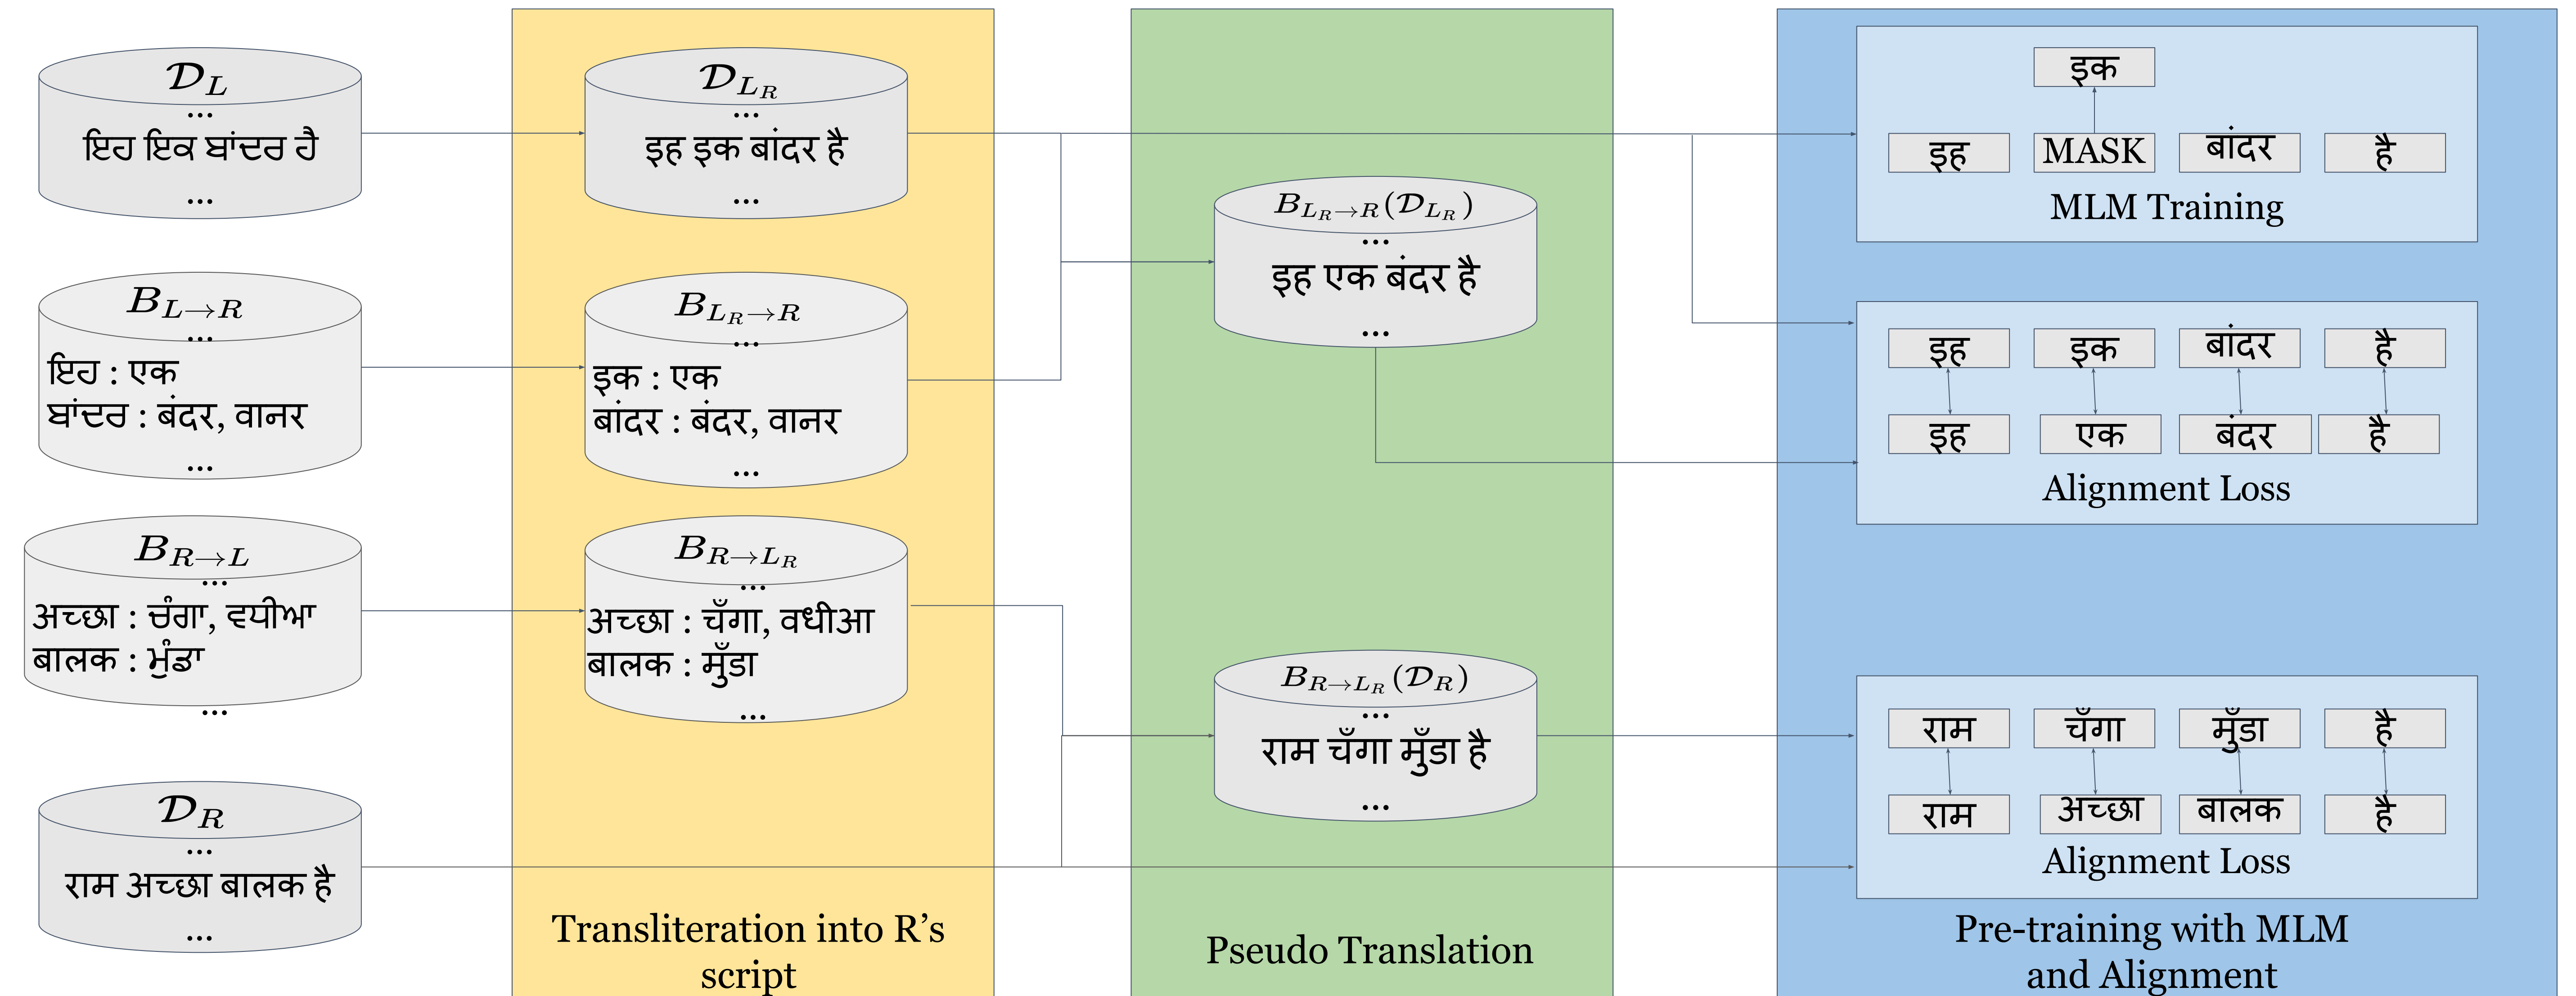 𝒟_L
...
ਇਹ ਇਕ ਬਾਂਦਰ ਹੈ
...
B_{L→R}
...
ਇਹ : एक
ਬਾਂਦਰ : बंदर, वानर
...
B_{R→L}
...
अच्छा : ਚੰਗਾ, ਵਧੀਆ
बालक : ਮੁੰਡਾ
...
𝒟_R
...
राम अच्छा बालक है
...
𝒟_{L_R}
...
इह इक बांदर है
...
B_{L_R→R}
...
इक : एक
बांदर : बंदर, वानर
...
B_{R→L_R}
...
अच्छा : चँगा, वधीआ
बालक : मुँडा
...
Transliteration into R’s
script
B_{L_R→R}(𝒟_{L_R})
...
इह एक बंदर है
...
B_{R→L_R}(𝒟_R)
...
राम चँगा मुँडा है
...
Pseudo Translation
इक
इह MASK बांदर है
MLM Training
इह इक बांदर है
इह एक बंदर है
Alignment Loss
राम चँगा मुँडा है
राम अच्छा बालक है
Alignment Loss
Pre-training with MLM
and Alignment